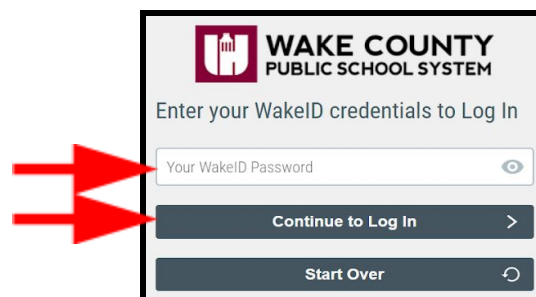 WAKE COUNTY
PUBLIC SCHOOL SYSTEM
Enter your WakeID credentials to Log In
Your WakeID Password
Continue to Log In
Start Over